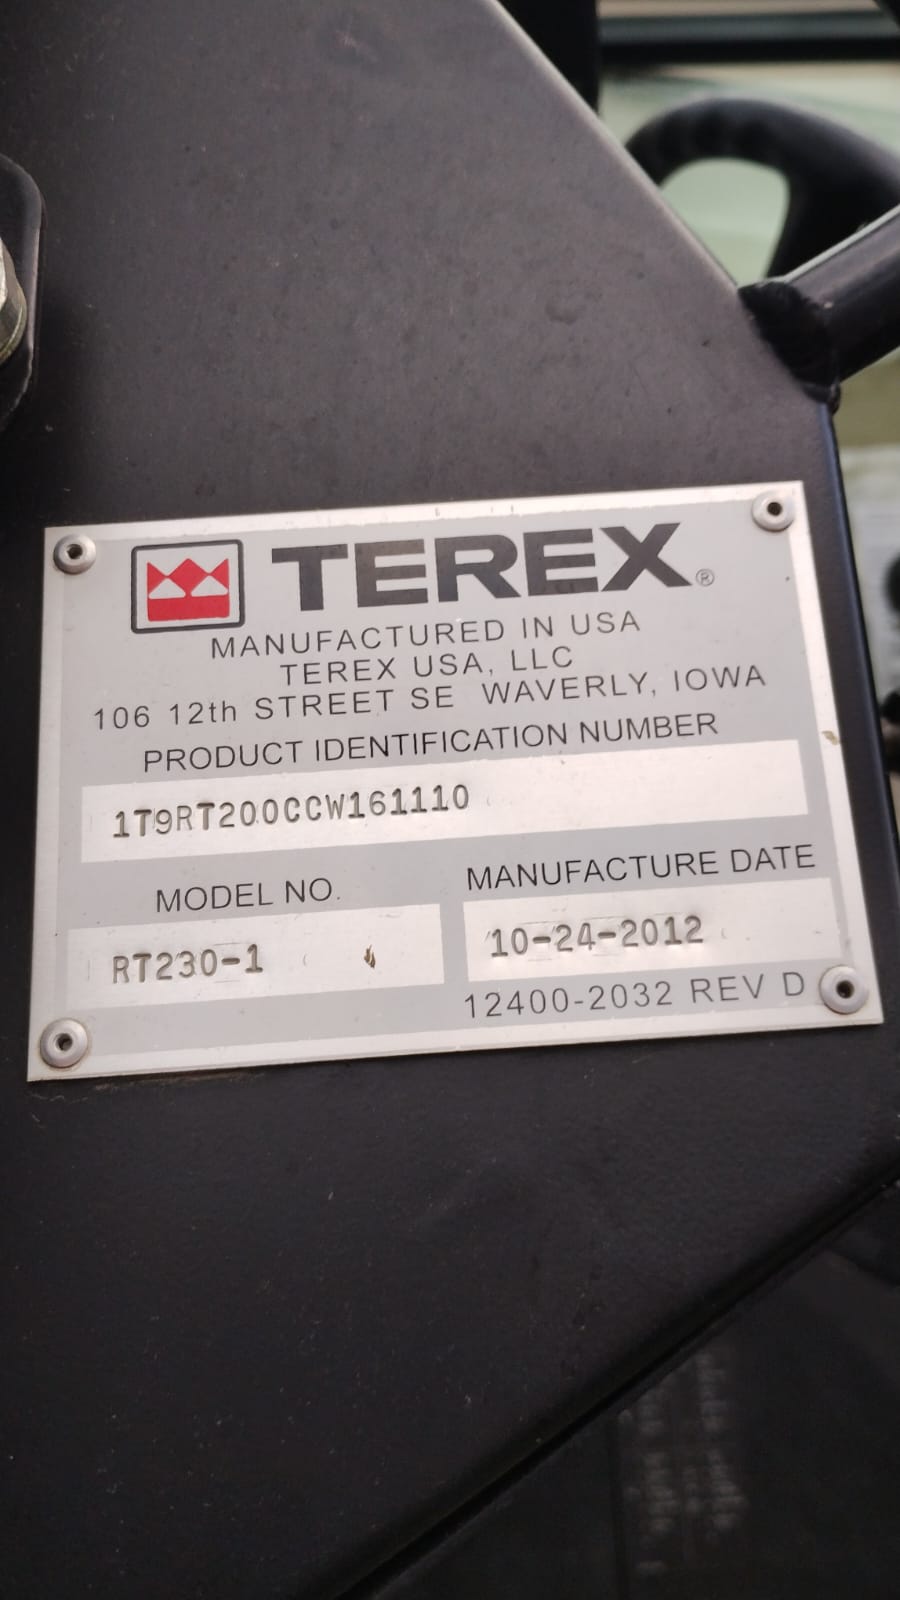 TEREX®
MANUFACTURED IN USA
TEREX USA, LLC
106 12th STREET SE WAVERLY, IOWA
PRODUCT IDENTIFICATION NUMBER
1T9RT200CCW161110
MODEL NO.
RT230-1
MANUFACTURE DATE
10-24-2012
12400-2032 REV D